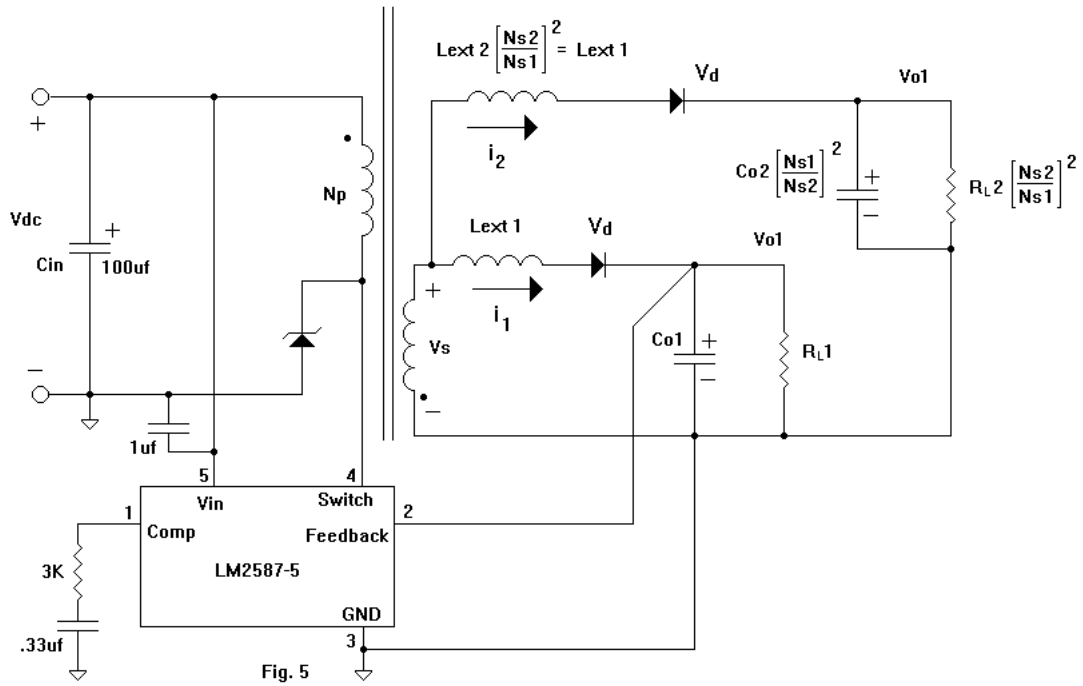 Lext 2 [Ns2/Ns1]² = Lext 1
Vd
Vo1
+
i2
Co2 [Ns1/Ns2]²
+
−
RL2 [Ns2/Ns1]²
Np
Vdc
Cin
+
100uf
Lext 1
Vd
Vo1
+
i1
Vs
−
Co1
+
−
RL1
−
1uf
5
4
Vin
Switch
1
2
Comp
Feedback
3K
LM2587-5
GND
.33uf
3
Fig. 5